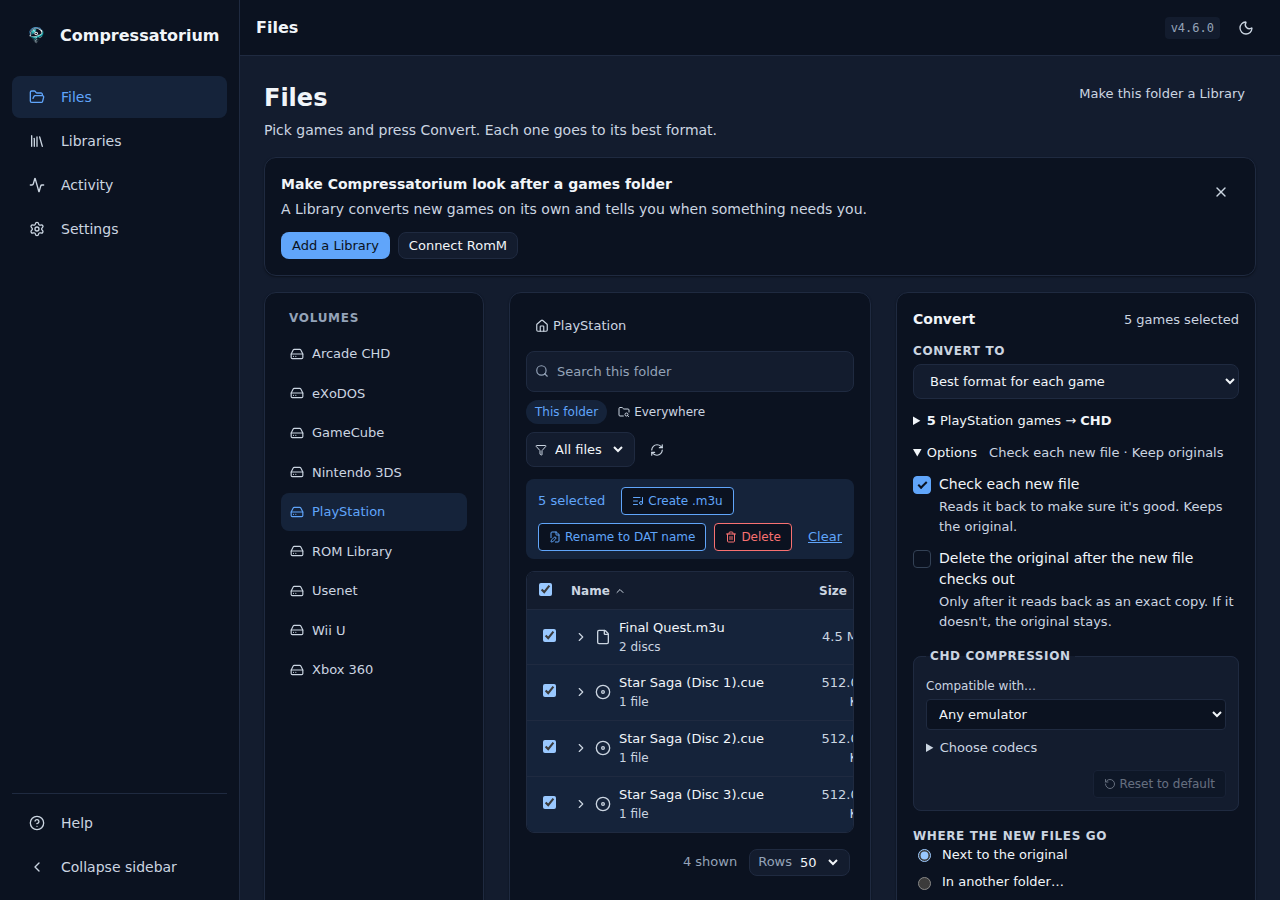 Compressatorium
Files
Libraries
Activity
Settings
Help
Collapse sidebar
Files
v4.6.0
Files
Make this folder a Library
Pick games and press Convert. Each one goes to its best format.
Make Compressatorium look after a games folder
A Library converts new games on its own and tells you when something needs you.
Add a Library
Connect RomM
VOLUMES
Arcade CHD
eXoDOS
GameCube
Nintendo 3DS
PlayStation
ROM Library
Usenet
Wii U
Xbox 360
PlayStation
Search this folder
This folder
Everywhere
All files
5 selected
Create .m3u
Rename to DAT name
Delete
Clear
Name
Size
Final Quest.m3u
2 discs
4.5 M
Star Saga (Disc 1).cue
1 file
512.0
Star Saga (Disc 2).cue
1 file
512.0
Star Saga (Disc 3).cue
1 file
512.0
4 shown
Rows 50
Convert
5 games selected
CONVERT TO
Best format for each game
5 PlayStation games → CHD
Options
Check each new file · Keep originals
Check each new file
Reads it back to make sure it's good. Keeps
the original.
Delete the original after the new file
checks out
Only after it reads back as an exact copy. If it
doesn't, the original stays.
CHD COMPRESSION
Compatible with...
Any emulator
Choose codecs
Reset to default
WHERE THE NEW FILES GO
Next to the original
In another folder...